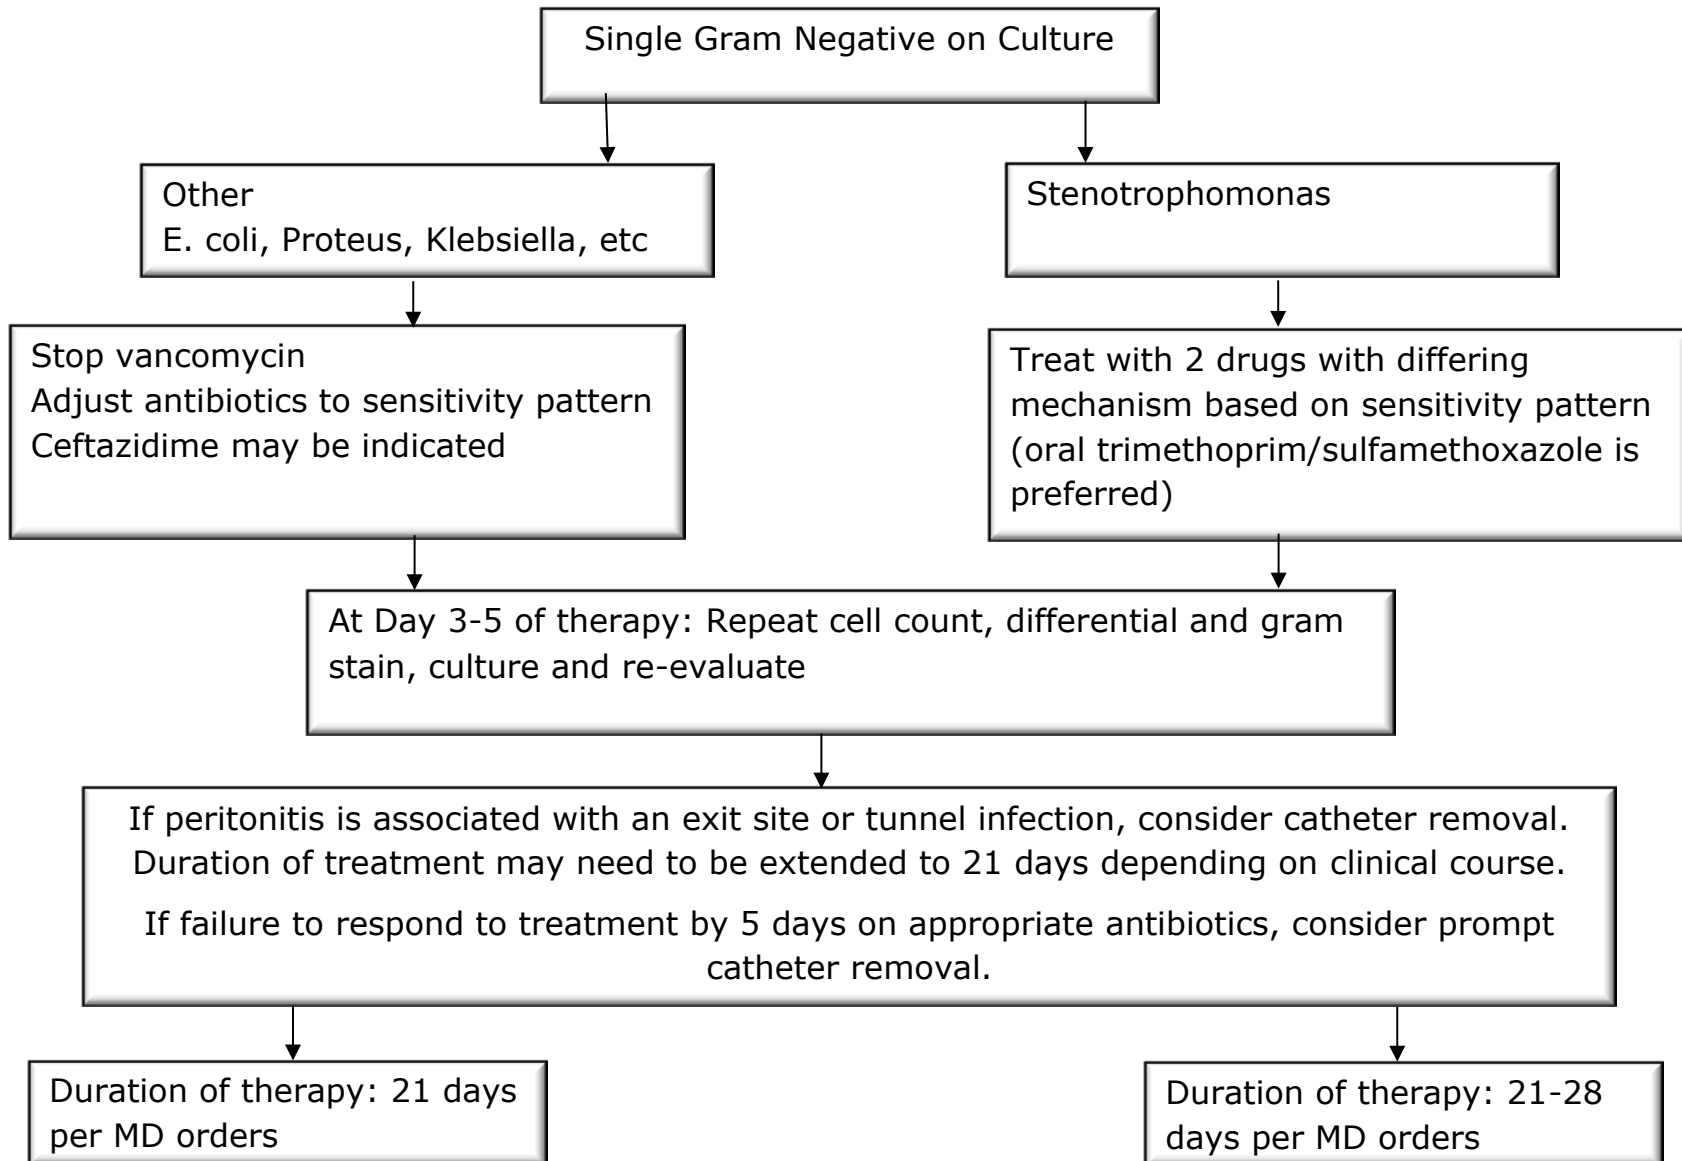 Single Gram Negative on Culture
Other
E. coli, Proteus, Klebsiella, etc
Stenotrophomonas
Stop vancomycin
Adjust antibiotics to sensitivity pattern
Ceftazidime may be indicated
Treat with 2 drugs with differing
mechanism based on sensitivity pattern
(oral trimethoprim/sulfamethoxazole is
preferred)
At Day 3-5 of therapy: Repeat cell count, differential and gram
stain, culture and re-evaluate
If peritonitis is associated with an exit site or tunnel infection, consider catheter removal.
Duration of treatment may need to be extended to 21 days depending on clinical course.
If failure to respond to treatment by 5 days on appropriate antibiotics, consider prompt
catheter removal.
Duration of therapy: 21 days
per MD orders
Duration of therapy: 21-28
days per MD orders